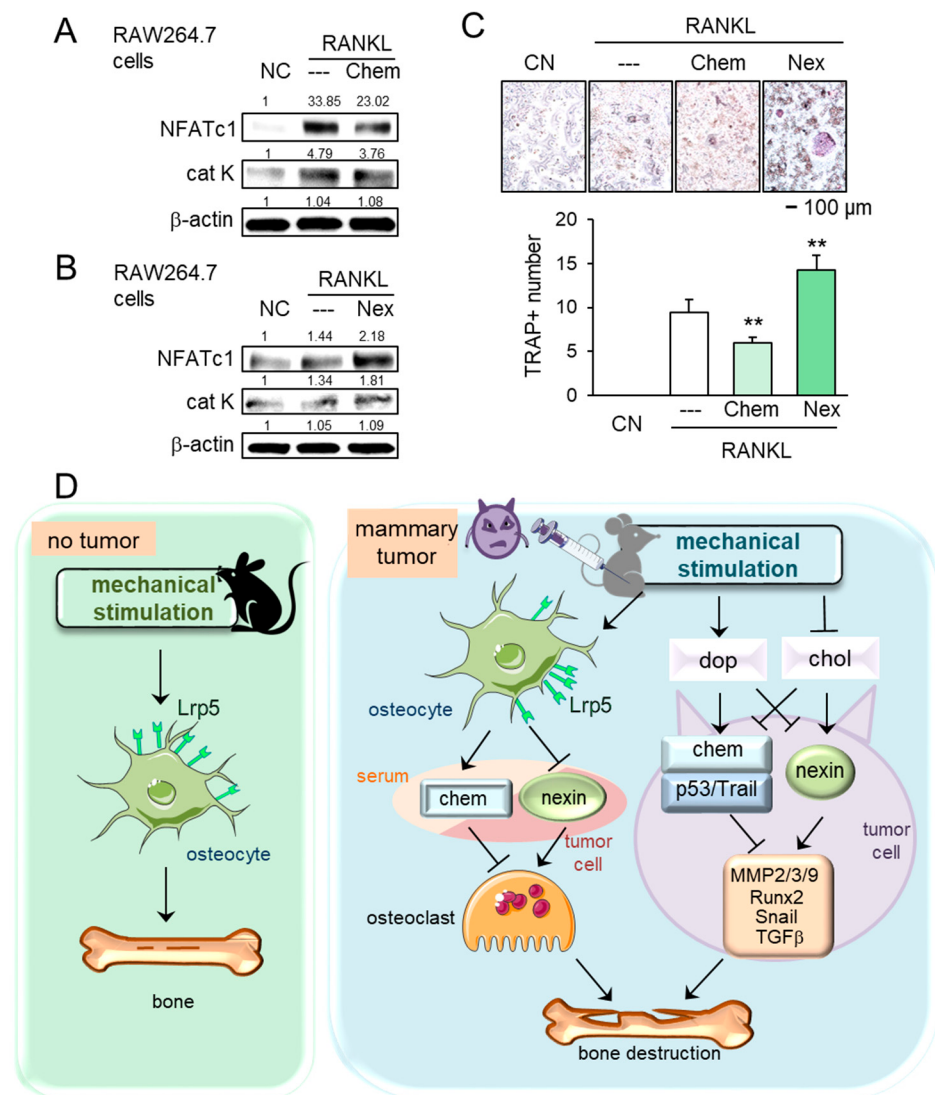 A
RAW264.7
cells
RANKL
NC --- Chem
1 33.85 23.02
NFATc1
1 4.79 3.76
cat K
1 1.04 1.08
β-actin
B
RAW264.7
cells
RANKL
NC --- Nex
1 1.44 2.18
NFATc1
1 1.34 1.81
cat K
1 1.05 1.09
β-actin
C
RANKL
CN --- Chem Nex
100 µm
TRAP+ number
20
15
10
5
0
**
**
CN --- Chem Nex
RANKL
D
no tumor
mechanical
stimulation
Lrp5
osteocyte
bone
mammary
tumor
mechanical
stimulation
osteocyte
Lrp5
dop
chol
serum
chem
nexin
tumor
cell
osteoclast
chem
p53/Trail
nexin
tumor
cell
MMP2/3/9
Runx2
Snail
TGFβ
bone destruction